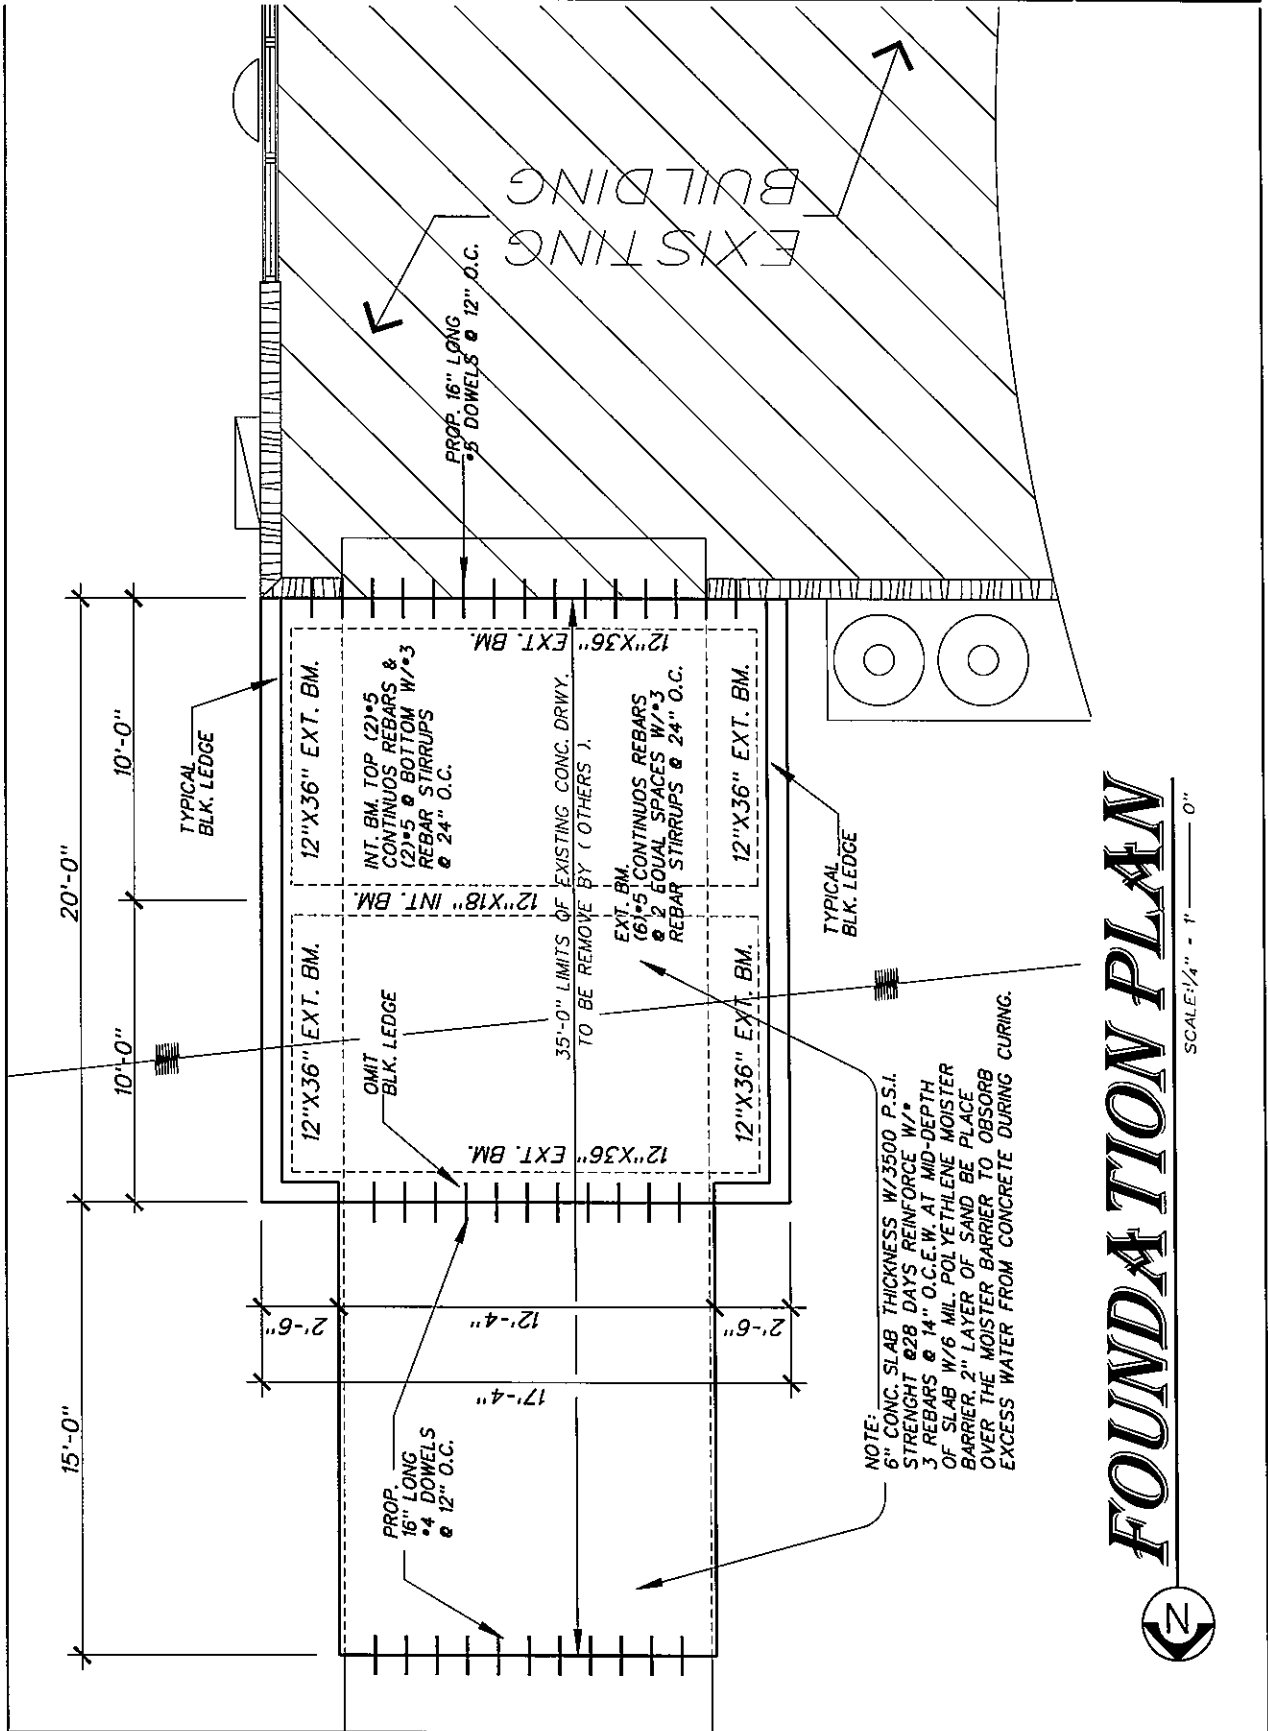 15'-0"
20'-0"
10'-0"
10'-0"
TYPICAL
BLK. LEDGE
PROP.
16" LONG
#4 DOWELS
@ 12" O.C.
OMIT
BLK. LEDGE
12"X36" EXT. BM.
12"X36" EXT. BM.
INT. BM. TOP (2)#5
CONTINUOS REBARS &
(2)#5 @ BOTTOM W/#3
REBAR STIRRUPS
@ 24" O.C.
PROP. 16" LONG
#5 DOWELS @ 12" O.C.
2'-6"
12'-4"
2'-6"
17'-4"
12"X36" EXT. BM.
12"X18" INT. BM.
12"X36" EXT. BM.
35'-0" LIMITS OF EXISTING CONC. DRWY.
TO BE REMOVE BY ( OTHERS ).
EXT. BM.
(6)#5 CONTINUOS REBARS
@ 2 EQUAL SPACES W/#3
REBAR STIRRUPS @ 24" O.C.
12"X36" EXT. BM.
12"X36" EXT. BM.
EXISTING
BUILDING
TYPICAL
BLK. LEDGE
NOTE:
6" CONC. SLAB THICKNESS W/3500 P.S.I.
STRENGHT @28 DAYS REINFORCE W/#
3 REBARS @ 14" O.C.E.W. AT MID-DEPTH
OF SLAB W/6 MIL. POLYETHLENE MOISTER
BARRIER. 2" LAYER OF SAND BE PLACE
OVER THE MOISTER BARRIER TO OBSORB
EXCESS WATER FROM CONCRETE DURING CURING.
N
FOUNDATION PLAN
SCALE:1/4" - 1' 0"